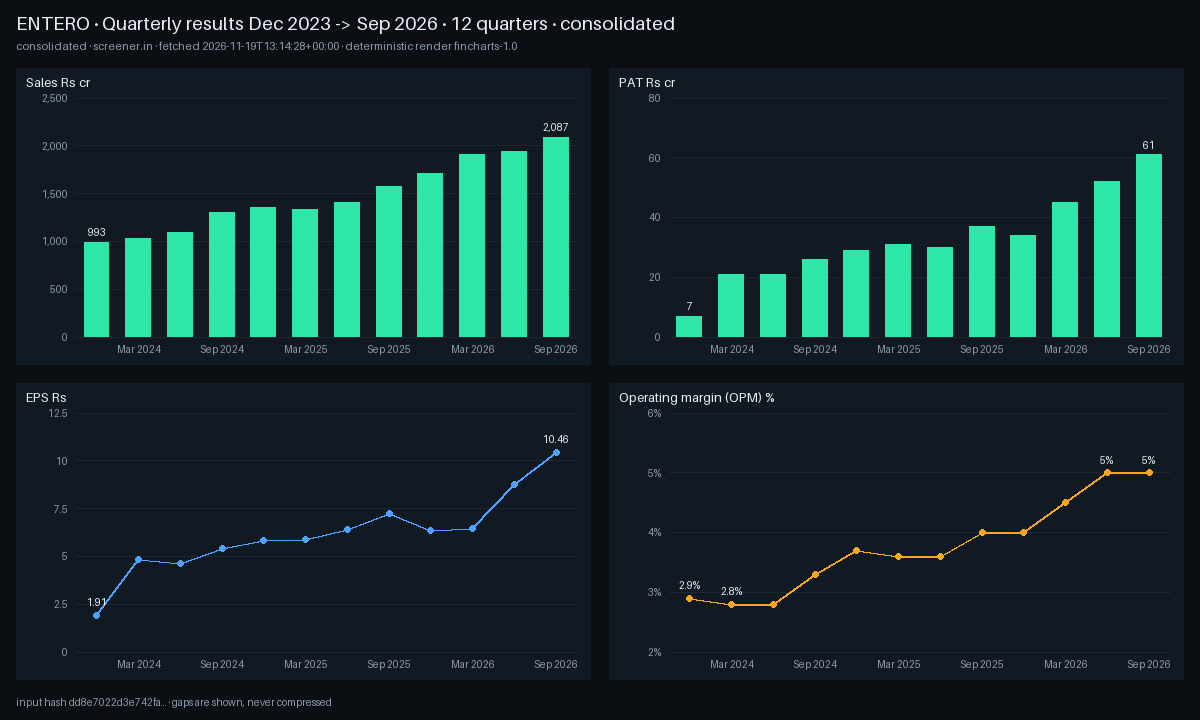 ENTERO · Quarterly results Dec 2023 -> Sep 2026 · 12 quarters · consolidated
consolidated · screener.in · fetched 2026-11-19T13:14:28+00:00 · deterministic render fincharts-1.0
Sales Rs cr
2,500
2,000
1,500
1,000
500
0
993
2,087
Mar 2024
Sep 2024
Mar 2025
Sep 2025
Mar 2026
Sep 2026
PAT Rs cr
80
60
40
20
0
7
61
Mar 2024
Sep 2024
Mar 2025
Sep 2025
Mar 2026
Sep 2026
EPS Rs
12.5
10
7.5
5
2.5
0
1.91
10.46
Mar 2024
Sep 2024
Mar 2025
Sep 2025
Mar 2026
Sep 2026
Operating margin (OPM) %
6%
5%
4%
3%
2%
2.9%
2.8%
5%
5%
Mar 2024
Sep 2024
Mar 2025
Sep 2025
Mar 2026
Sep 2026
input hash dd8e7022d3e742fa… · gaps are shown, never compressed